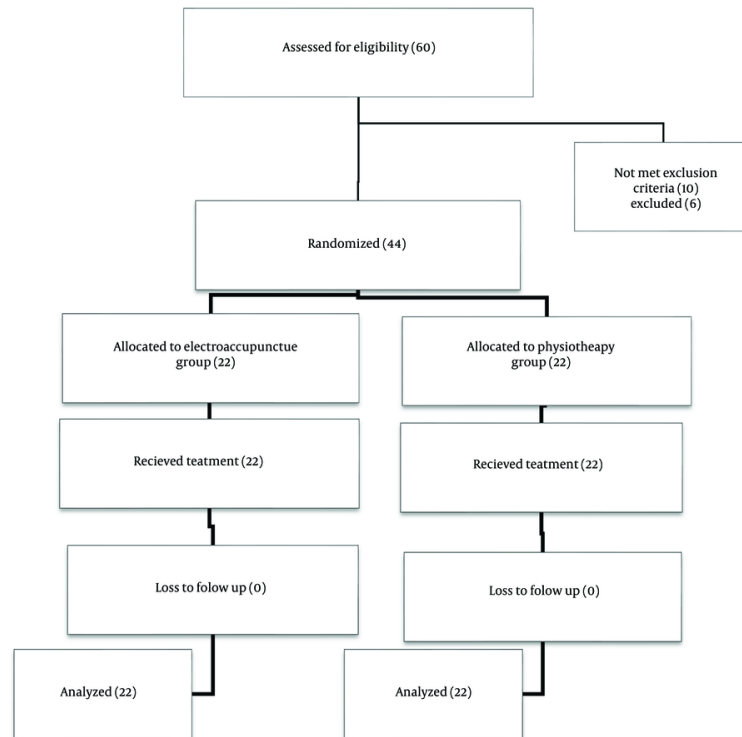 Assessed for eligibility (60)
Not met exclusion
criteria (10)
excluded (6)
Randomized (44)
Allocated to electroaccupunctue
group (22)
Allocated to physiotheapy
group (22)
Recieved teatment (22)
Recieved teatment (22)
Loss to folow up (0)
Loss to folow up (0)
Analyzed (22)
Analyzed (22)